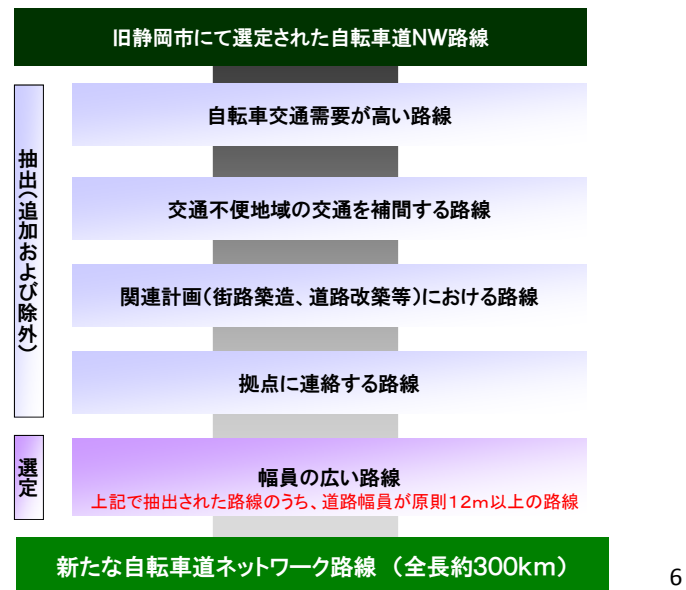 旧静岡市にて選定された自転車道NW路線
抽出(追加および除外)
自転車交通需要が高い路線
交通不便地域の交通を補間する路線
関連計画(街路築造、道路改築等)における路線
拠点に連絡する路線
選定
幅員の広い路線
上記で抽出された路線のうち、道路幅員が原則12m以上の路線
新たな自転車道ネットワーク路線 (全長約300km)
6